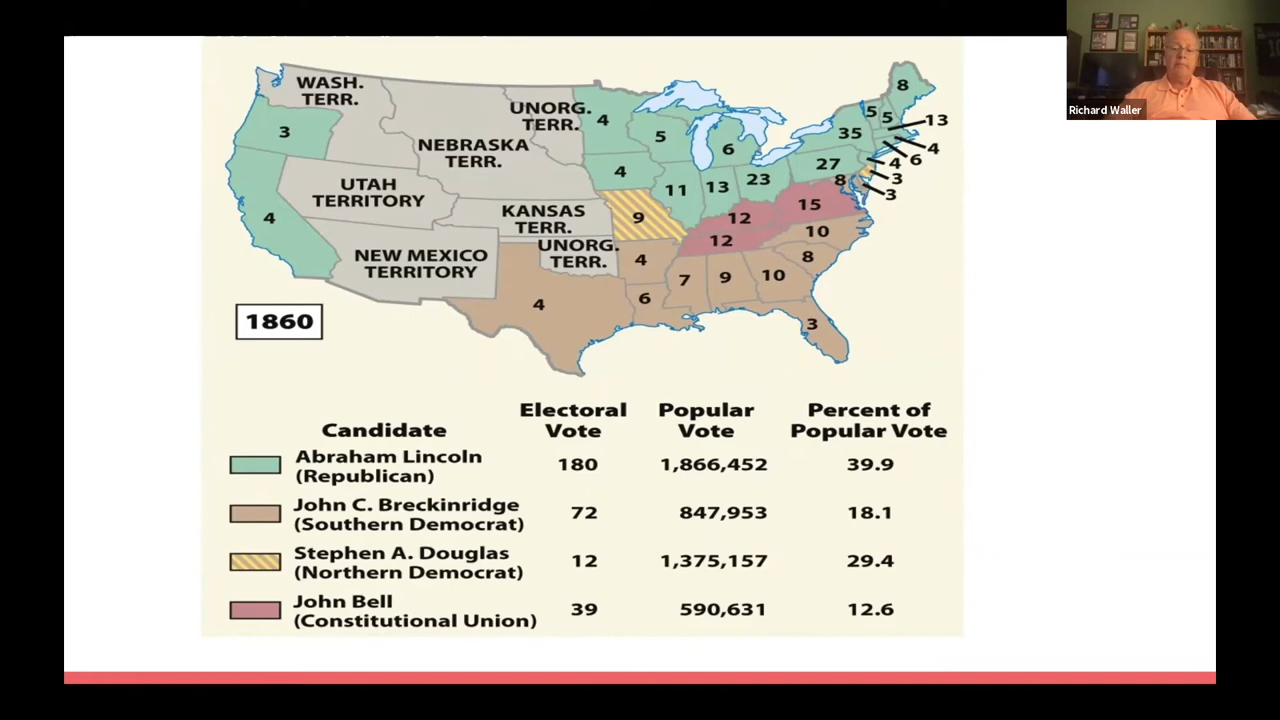 Richard Waller
WASH.
TERR.
UNORG.
TERR.
NEBRASKA
TERR.
UTAH
TERRITORY
KANSAS
TERR.
UNORG.
TERR.
NEW MEXICO
TERRITORY
3
4
4
5
6
4
11
13
23
27
35
5
5
8
13
4
6
4
3
3
8
9
12
12
15
10
8
4
7
9
10
6
4
3
1860
Candidate Electoral Vote Popular Vote Percent of Popular Vote
Abraham Lincoln
(Republican) 180 1,866,452 39.9
John C. Breckinridge
(Southern Democrat) 72 847,953 18.1
Stephen A. Douglas
(Northern Democrat) 12 1,375,157 29.4
John Bell
(Constitutional Union) 39 590,631 12.6